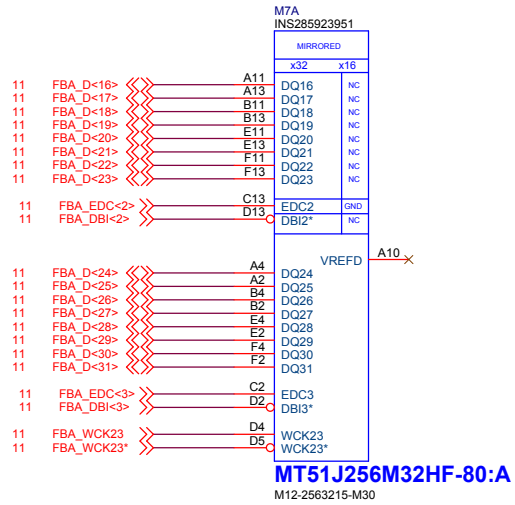 M7A
INS285923951
MIRRORED
x32 x16
11 FBA_D<16> A11 DQ16 NC
11 FBA_D<17> A13 DQ17 NC
11 FBA_D<18> B11 DQ18 NC
11 FBA_D<19> B13 DQ19 NC
11 FBA_D<20> E11 DQ20 NC
11 FBA_D<21> E13 DQ21 NC
11 FBA_D<22> F11 DQ22 NC
11 FBA_D<23> F13 DQ23 NC
11 FBA_EDC<2> C13 EDC2 GND
11 FBA_DBI<2> D13 DBI2* NC
VREFD A10
11 FBA_D<24> A4 DQ24
11 FBA_D<25> A2 DQ25
11 FBA_D<26> B4 DQ26
11 FBA_D<27> B2 DQ27
11 FBA_D<28> E4 DQ28
11 FBA_D<29> E2 DQ29
11 FBA_D<30> F4 DQ30
11 FBA_D<31> F2 DQ31
11 FBA_EDC<3> C2 EDC3
11 FBA_DBI<3> D2 DBI3*
11 FBA_WCK23 D4 WCK23
11 FBA_WCK23* D5 WCK23*
MT51J256M32HF-80:A
M12-2563215-M30